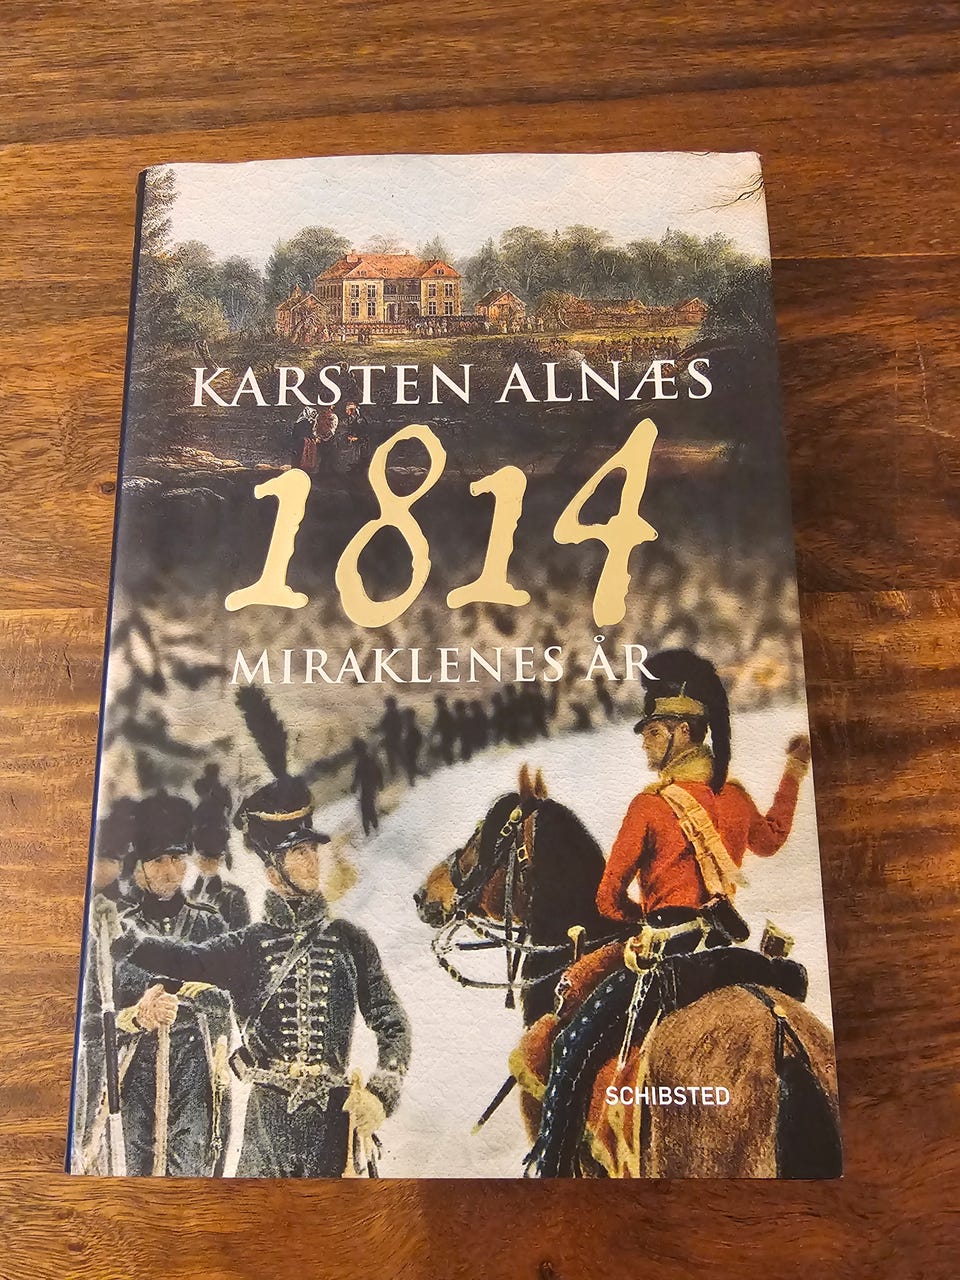 KARSTEN ALNÆS
1814
MIRAKLENES ÅR
SCHIBSTED